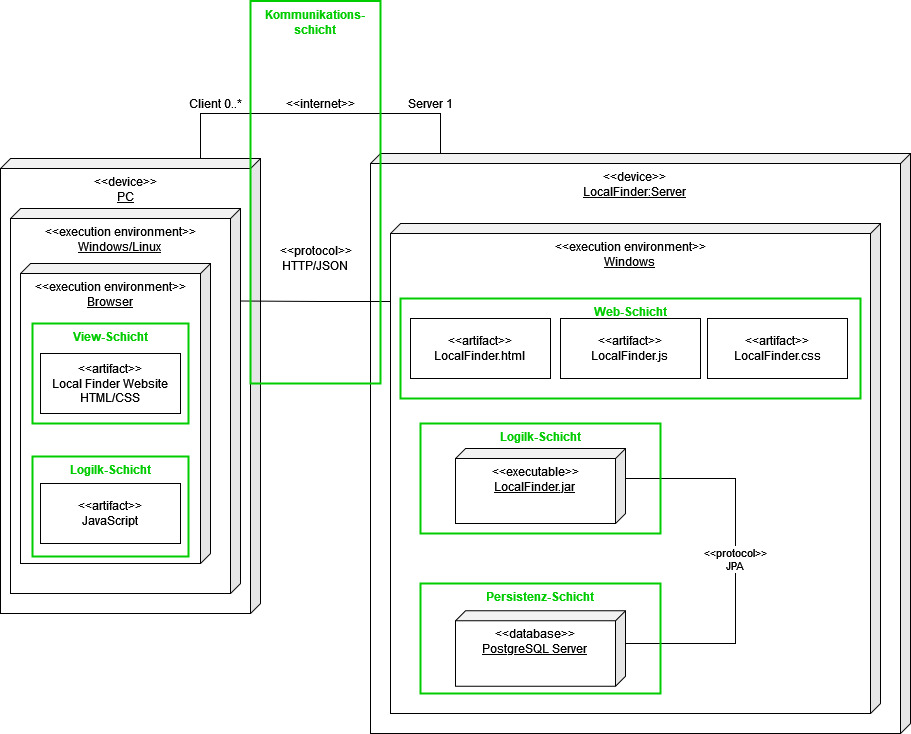 Kommunikations-
schicht
Client 0..*
<<internet>>
Server 1
<<device>>
PC
<<execution environment>>
Windows/Linux
<<execution environment>>
Browser
View-Schicht
<<artifact>>
Local Finder Website
HTML/CSS
Logilk-Schicht
<<artifact>>
JavaScript
<<protocol>>
HTTP/JSON
<<device>>
LocalFinder:Server
<<execution environment>>
Windows
Web-Schicht
<<artifact>>
LocalFinder.html
<<artifact>>
LocalFinder.js
<<artifact>>
LocalFinder.css
Logilk-Schicht
<<executable>>
LocalFinder.jar
<<protocol>>
JPA
Persistenz-Schicht
<<database>>
PostgreSQL Server